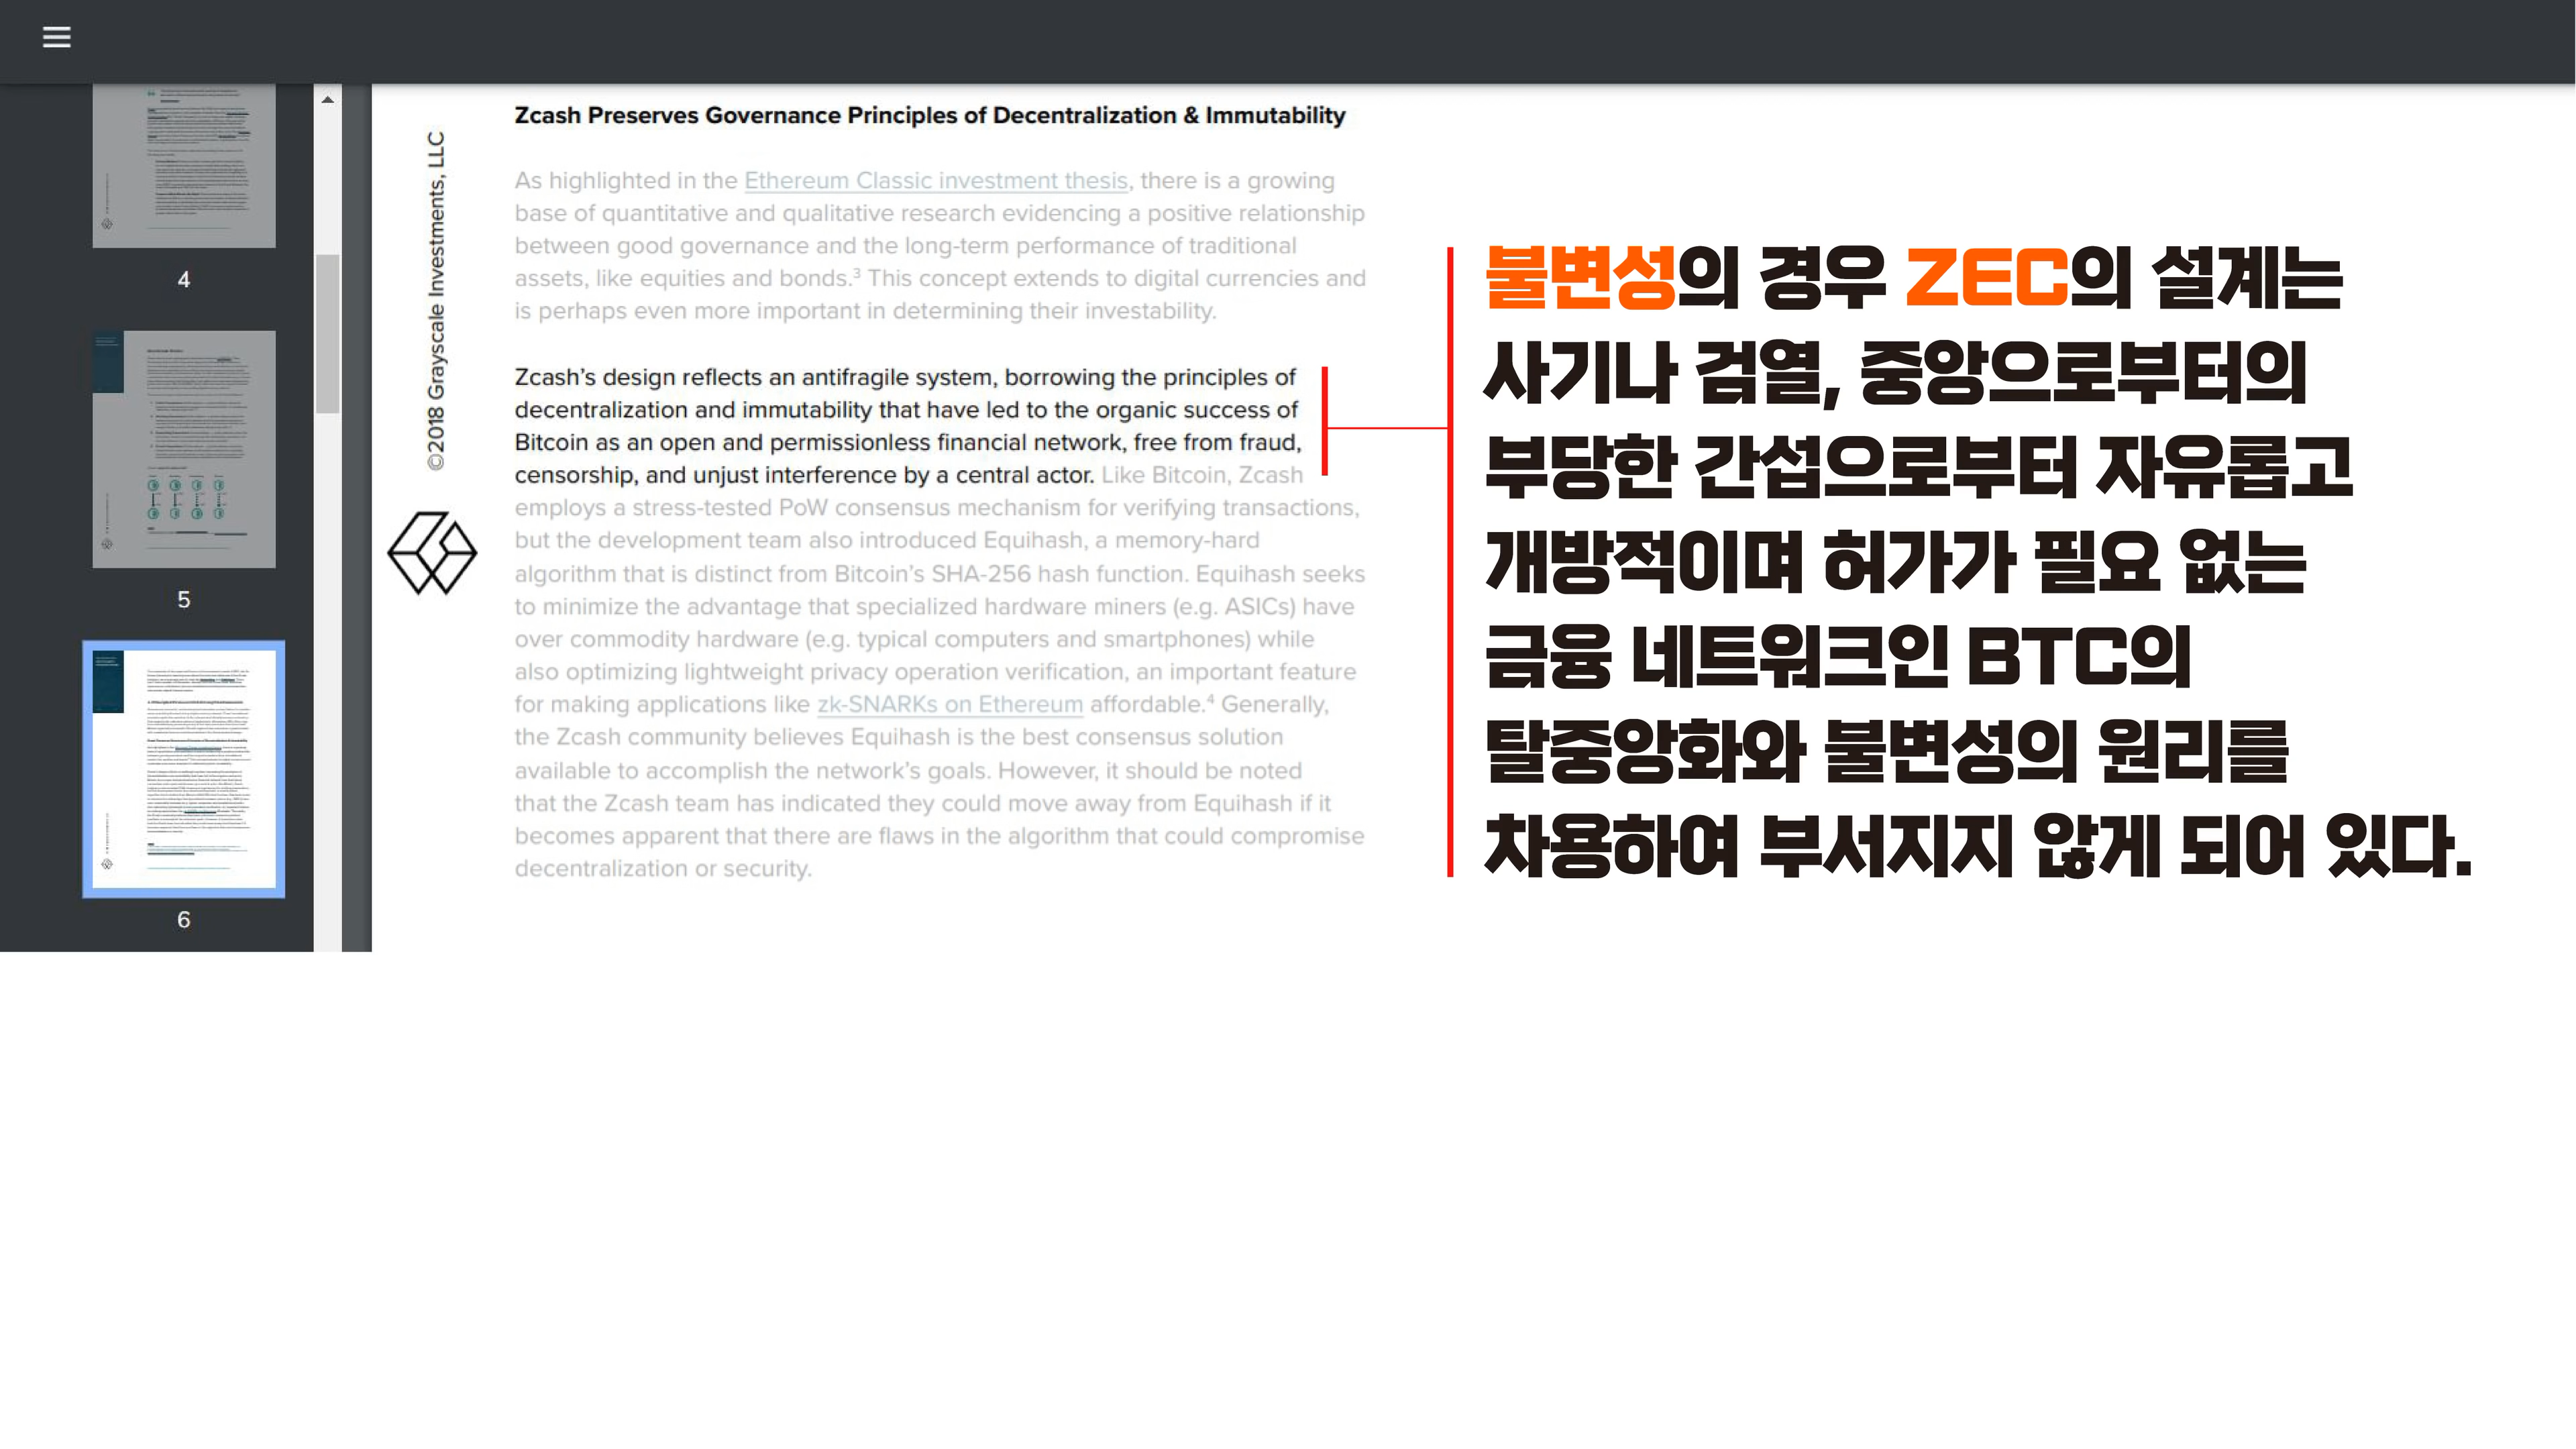 4
5
6
©2018 Grayscale Investments, LLC
Zcash Preserves Governance Principles of Decentralization & Immutability
As highlighted in the Ethereum Classic investment thesis, there is a growing
base of quantitative and qualitative research evidencing a positive relationship
between good governance and the long-term performance of traditional
assets, like equities and bonds.³ This concept extends to digital currencies and
is perhaps even more important in determining their investability.
Zcash’s design reflects an antifragile system, borrowing the principles of
decentralization and immutability that have led to the organic success of
Bitcoin as an open and permissionless financial network, free from fraud,
censorship, and unjust interference by a central actor. Like Bitcoin, Zcash
employs a stress-tested PoW consensus mechanism for verifying transactions,
but the development team also introduced Equihash, a memory-hard
algorithm that is distinct from Bitcoin’s SHA-256 hash function. Equihash seeks
to minimize the advantage that specialized hardware miners (e.g. ASICs) have
over commodity hardware (e.g. typical computers and smartphones) while
also optimizing lightweight privacy operation verification, an important feature
for making applications like zk-SNARKs on Ethereum affordable.⁴ Generally,
the Zcash community believes Equihash is the best consensus solution
available to accomplish the network’s goals. However, it should be noted
that the Zcash team has indicated they could move away from Equihash if it
becomes apparent that there are flaws in the algorithm that could compromise
decentralization or security.
불변성의 경우 ZEC의 설계는
사기나 검열, 중앙으로부터의
부당한 간섭으로부터 자유롭고
개방적이며 허가가 필요 없는
금융 네트워크인 BTC의
탈중앙화와 불변성의 원리를
차용하여 부서지지 않게 되어 있다.